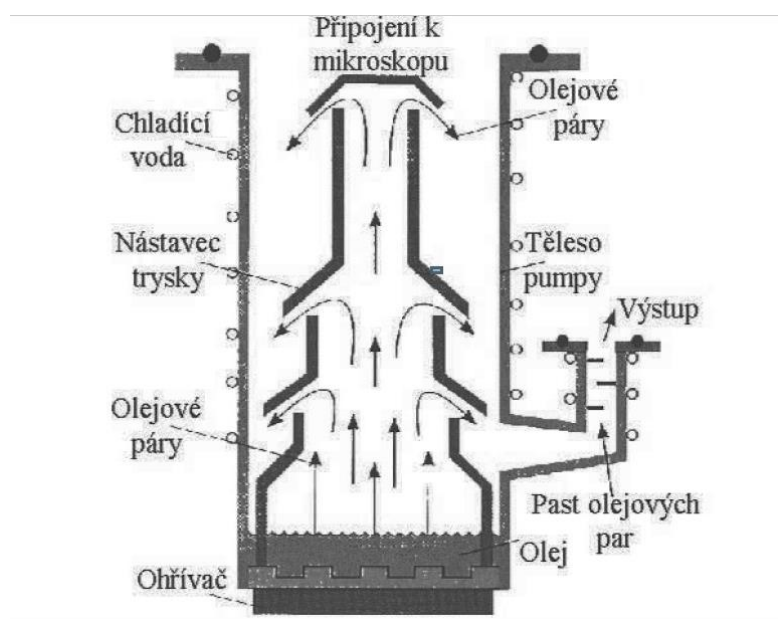 Připojení k
mikroskopu
Olejové
páry
Chladící
voda
Nástavec
trysky
Těleso
pumpy
Výstup
Olejové
páry
Past olejových
par
Olej
Ohřívač